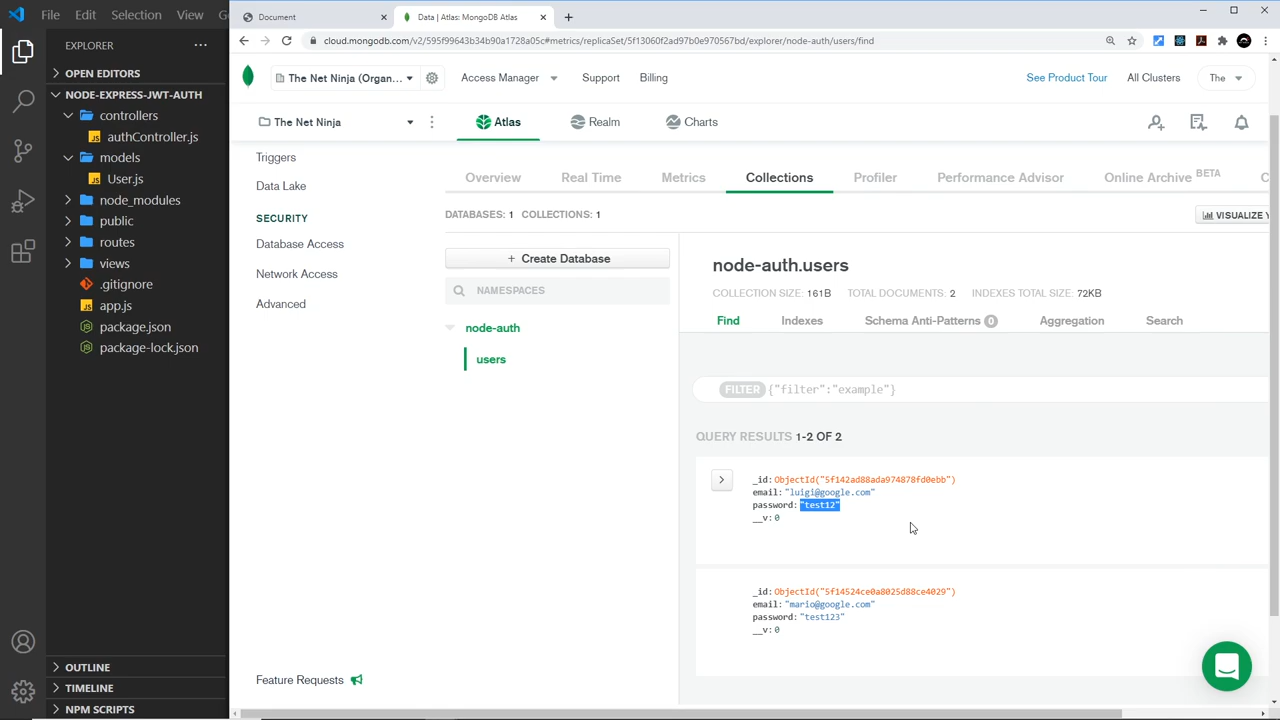 File Edit Selection View
EXPLORER
OPEN EDITORS
NODE-EXPRESS-JWT-AUTH
controllers
authController.js
models
User.js
node_modules
public
routes
views
.gitignore
app.js
package.json
package-lock.json
OUTLINE
TIMELINE
NPM SCRIPTS
Document
Data | Atlas: MongoDB Atlas
cloud.mongodb.com/v2/595f99643b34b90a1728a05c#metrics/replicaSet/5f13060f2ad97b0e970567bd/explorer/node-auth/users/find
The Net Ninja (Organ... Access Manager Support Billing See Product Tour All Clusters The
The Net Ninja Atlas Realm Charts
Triggers
Data Lake
SECURITY
Database Access
Network Access
Advanced
Feature Requests
Overview Real Time Metrics Collections Profiler Performance Advisor Online Archive BETA C
DATABASES: 1 COLLECTIONS: 1
VISUALIZE Y
+ Create Database
NAMESPACES
node-auth
users
node-auth.users
COLLECTION SIZE: 161B TOTAL DOCUMENTS: 2 INDEXES TOTAL SIZE: 72KB
Find Indexes Schema Anti-Patterns 0 Aggregation Search
FILTER {"filter":"example"}
QUERY RESULTS 1-2 OF 2
_id: ObjectId("5f142ad88ada974878fd0ebb")
email: "luigi@google.com"
password: "test12"
__v: 0
_id: ObjectId("5f14524ce0a8025d88ce4029")
email: "mario@google.com"
password: "test123"
__v: 0